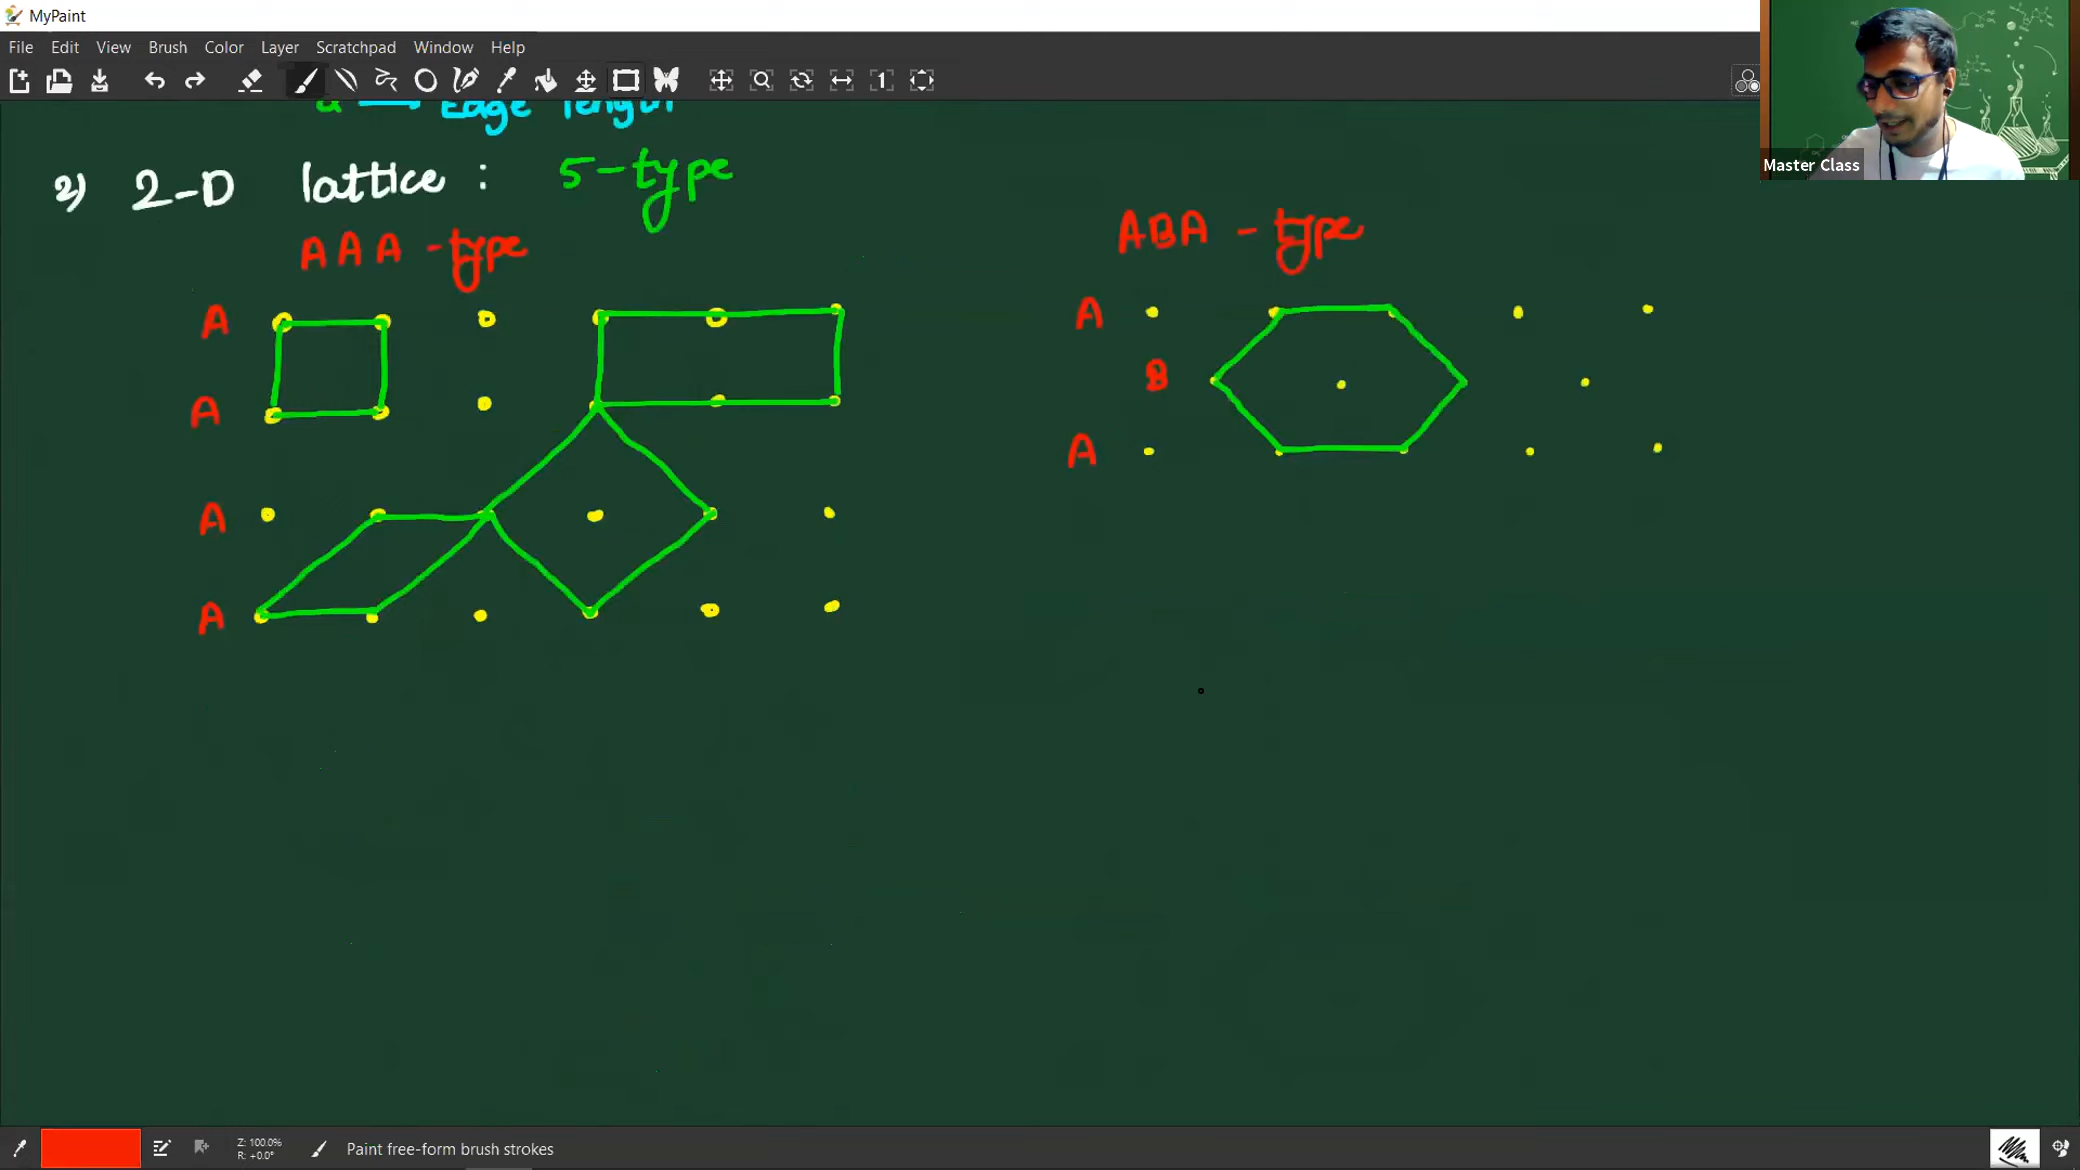 MyPaint
File Edit View Brush Color Layer Scratchpad Window Help
a → Edge length
2) 2-D lattice : 5-type
AAA -type
ABA - type
A
A
A
A
A
B
A
Master Class
Z: 100.0%
R: +0.0°
Paint free-form brush strokes